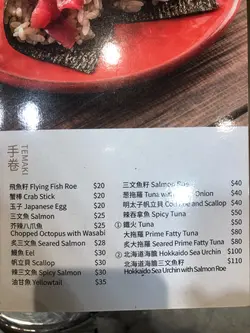 手卷
TEMAKI
飛魚籽 Flying Fish Roe $20
蟹棒 Crab Stick $20
玉子 Japanese Egg $20
三文魚 Salmon $25
芥辣八爪魚 $25
Chopped Octopus with Wasabi
炙三文魚 Seared Salmon $28
鰻魚 Eel $30
帆立貝 Scallop $30
辣三文魚 Spicy Salmon $30
油甘魚 Yellowtail $35
三文魚籽 Salmon $40
葱拖羅 Tuna with Onion $40
明太子帆立貝 Cod Roe and Scallop $40
辣吞拿魚 Spicy Tuna $50
① 鐵火 Tuna $50
大拖羅 Prime Fatty Tuna $80
炙大拖羅 Seared Prime Fatty Tuna $80
② 北海道海膽 Hokkaido Sea Urchin $100
北海道海膽三文魚籽 $110
Hokkaido Sea Urchin with Salmon Roe